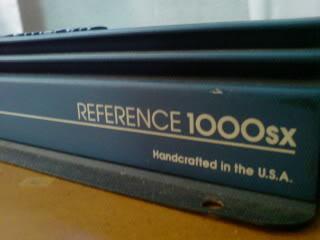 REFERENCE 1000SX
Handcrafted in the U.S.A.